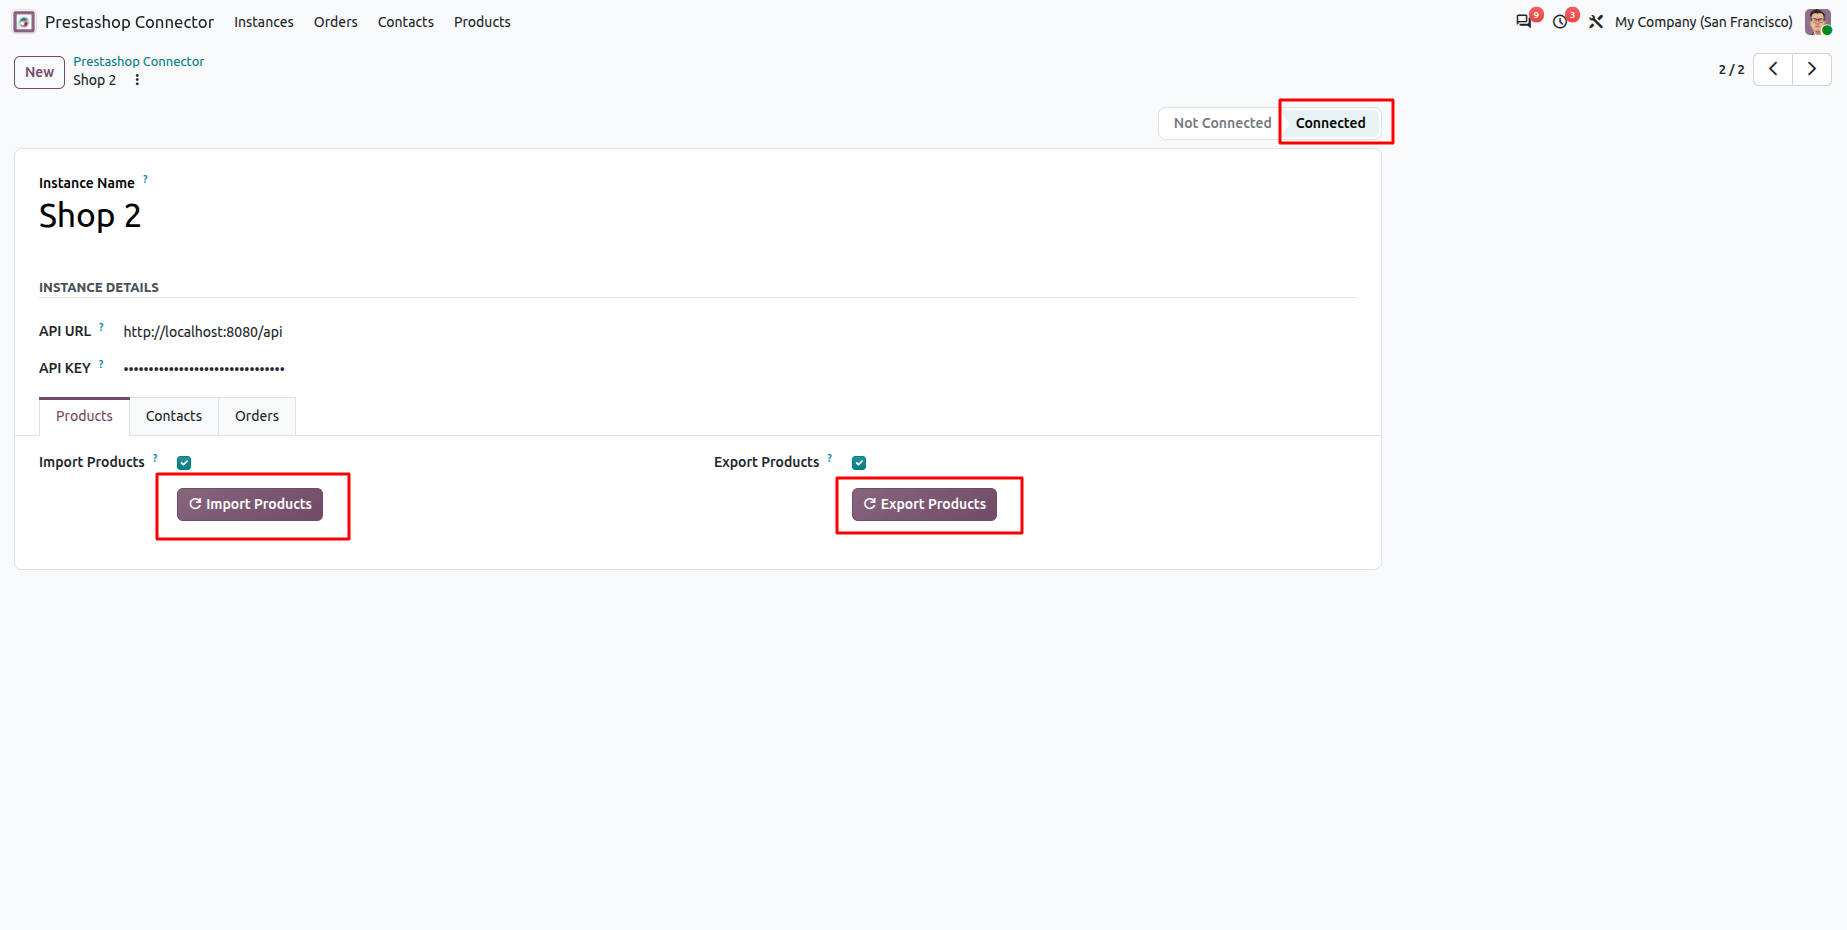 Prestashop Connector Instances Orders Contacts Products 9 3 My Company (San Francisco)
New Prestashop Connector
Shop 2 2 / 2
Not Connected Connected
Instance Name ?
Shop 2
INSTANCE DETAILS
API URL ? http://localhost:8080/api
API KEY ? ••••••••••••••••••••••••••••••••
Products Contacts Orders
Import Products ? Export Products ?
Import Products Export Products